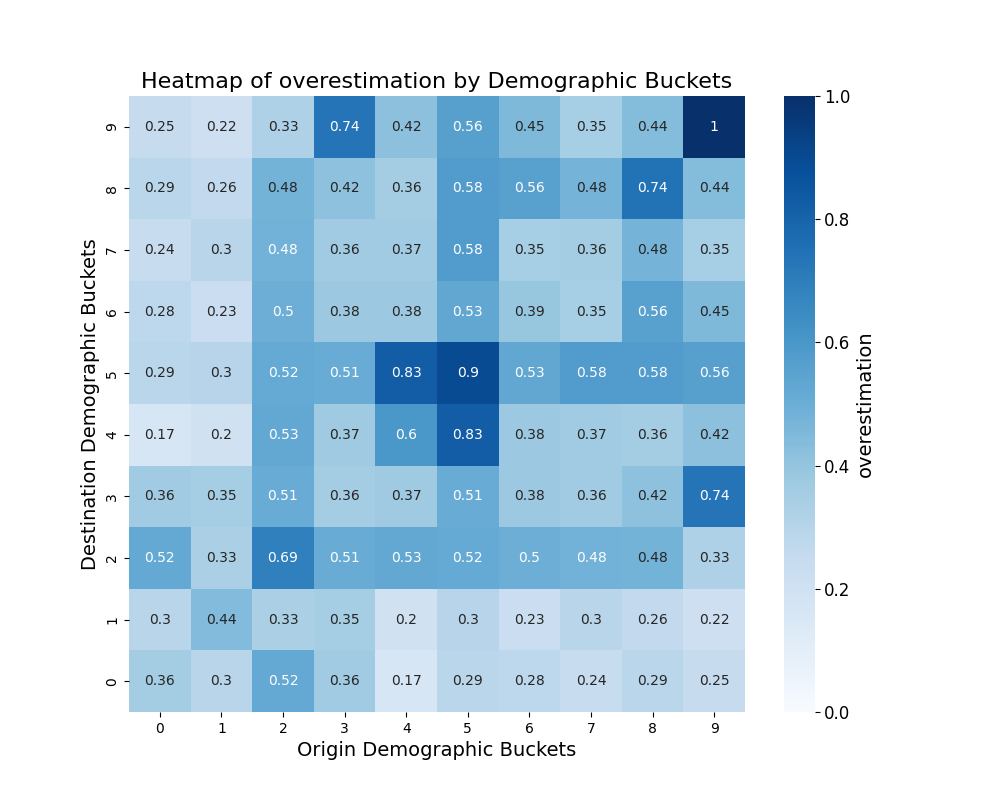 Heatmap of overestimation by Demographic Buckets
9 0.25 0.22 0.33 0.74 0.42 0.56 0.45 0.35 0.44 1
8 0.29 0.26 0.48 0.42 0.36 0.58 0.56 0.48 0.74 0.44
7 0.24 0.3 0.48 0.36 0.37 0.58 0.35 0.36 0.48 0.35
6 0.28 0.23 0.5 0.38 0.38 0.53 0.39 0.35 0.56 0.45
5 0.29 0.3 0.52 0.51 0.83 0.9 0.53 0.58 0.58 0.56
4 0.17 0.2 0.53 0.37 0.6 0.83 0.38 0.37 0.36 0.42
3 0.36 0.35 0.51 0.36 0.37 0.51 0.38 0.36 0.42 0.74
2 0.52 0.33 0.69 0.51 0.53 0.52 0.5 0.48 0.48 0.33
1 0.3 0.44 0.33 0.35 0.2 0.3 0.23 0.3 0.26 0.22
0 0.36 0.3 0.52 0.36 0.17 0.29 0.28 0.24 0.29 0.25
0 1 2 3 4 5 6 7 8 9
Origin Demographic Buckets
Destination Demographic Buckets
1.0
0.8
0.6
0.4
0.2
0.0
overestimation